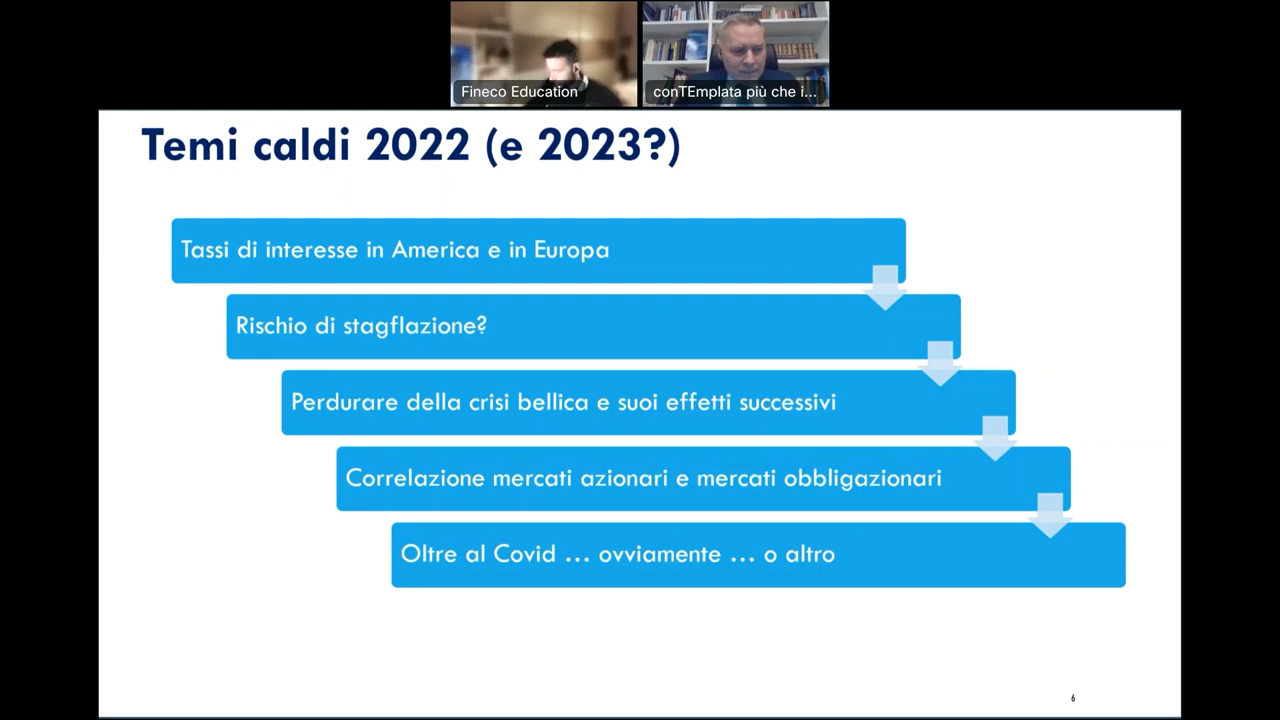 Fineco Education
conTEmplata più che i...
Temi caldi 2022 (e 2023?)
Tassi di interesse in America e in Europa
Rischio di stagflazione?
Perdurare della crisi bellica e suoi effetti successivi
Correlazione mercati azionari e mercati obbligazionari
Oltre al Covid ... ovviamente ... o altro
6